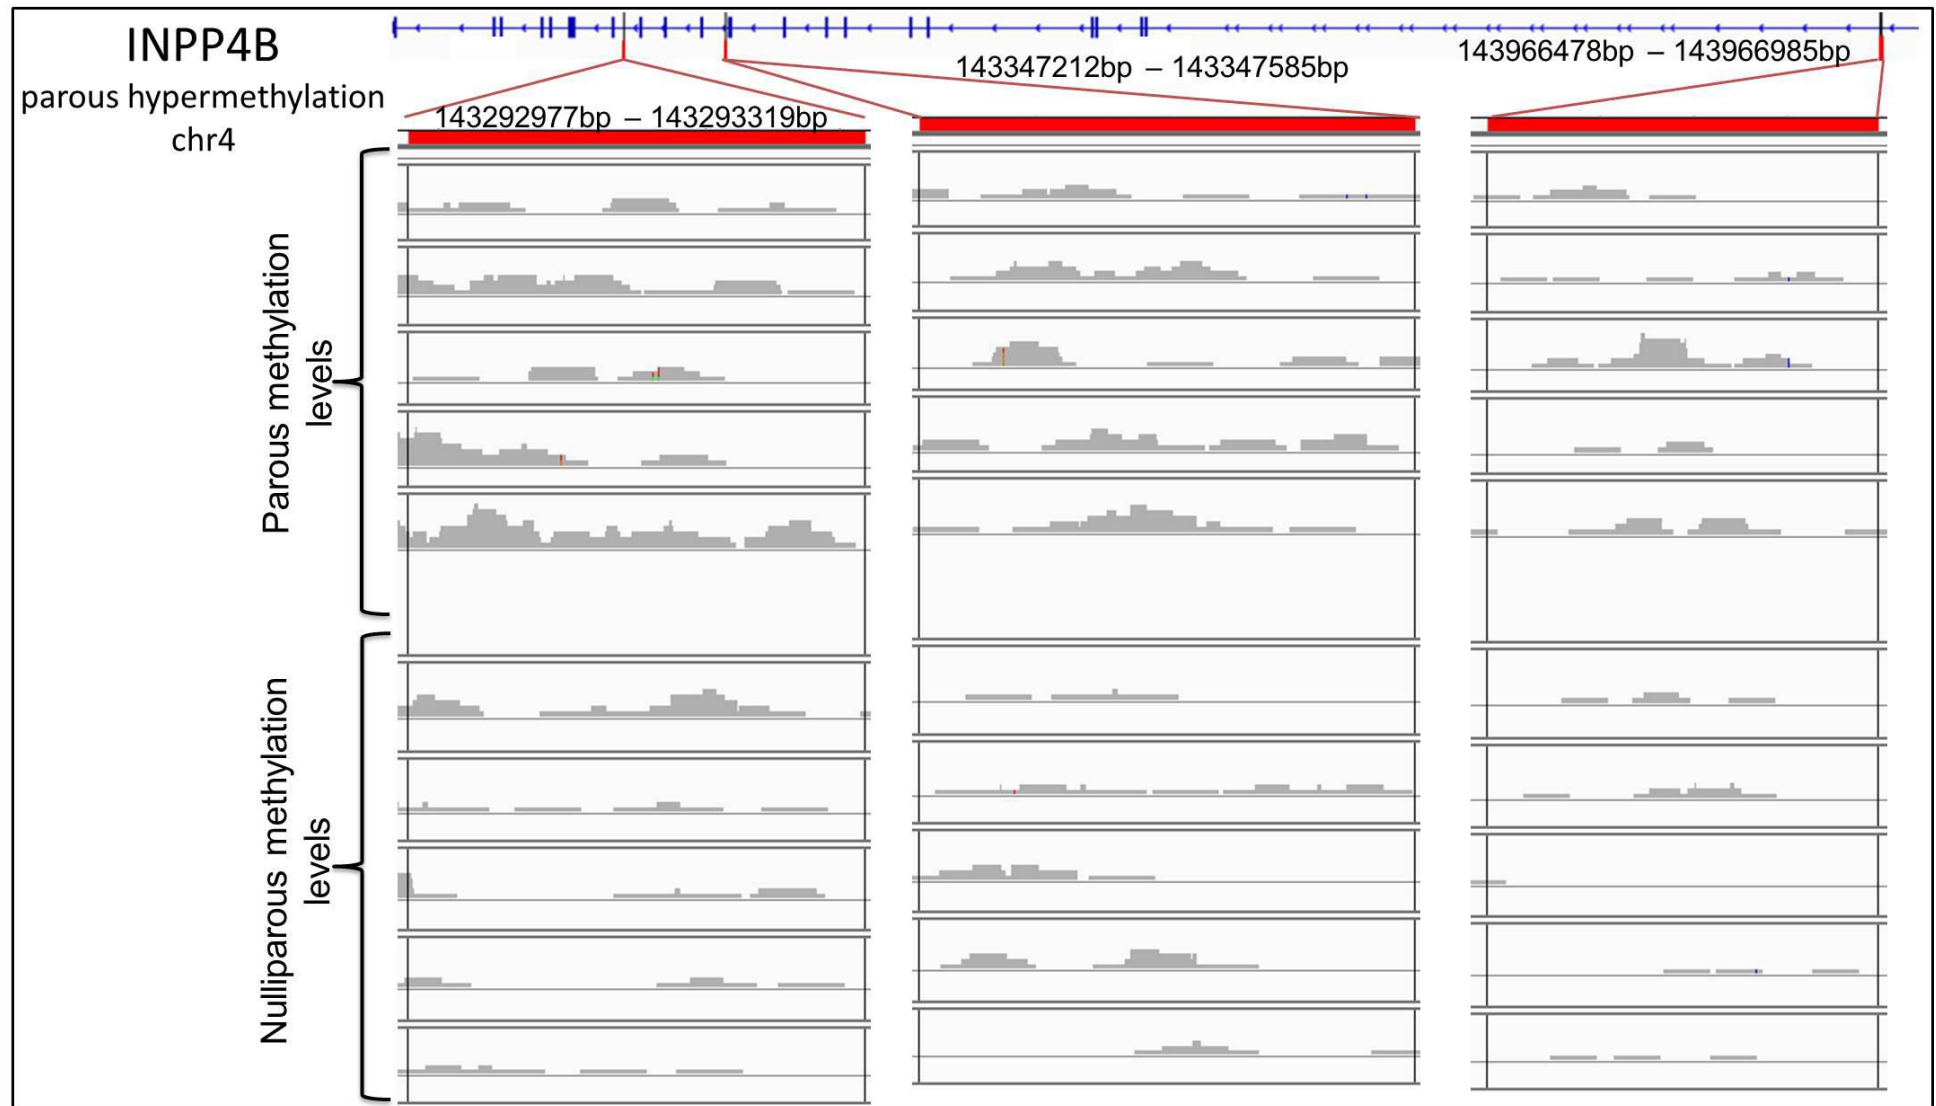 INPP4B
parous hypermethylation
chr4
143292977bp – 143293319bp
143347212bp – 143347585bp
143966478bp – 143966985bp
Parous methylation
levels
Nulliparous methylation
levels